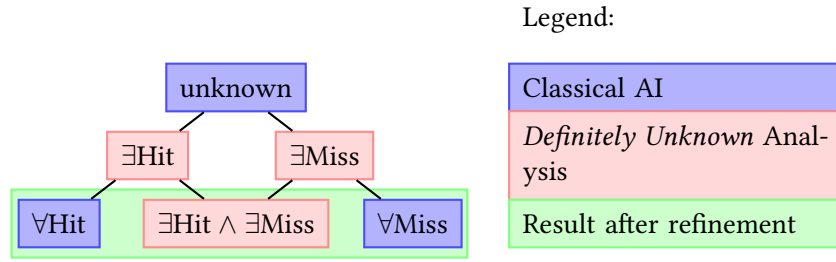 Legend:
unknown
Classical AI
∃Hit
∃Miss
Definitely Unknown Anal-
ysis
∀Hit
∃Hit ∧ ∃Miss
∀Miss
Result after refinement